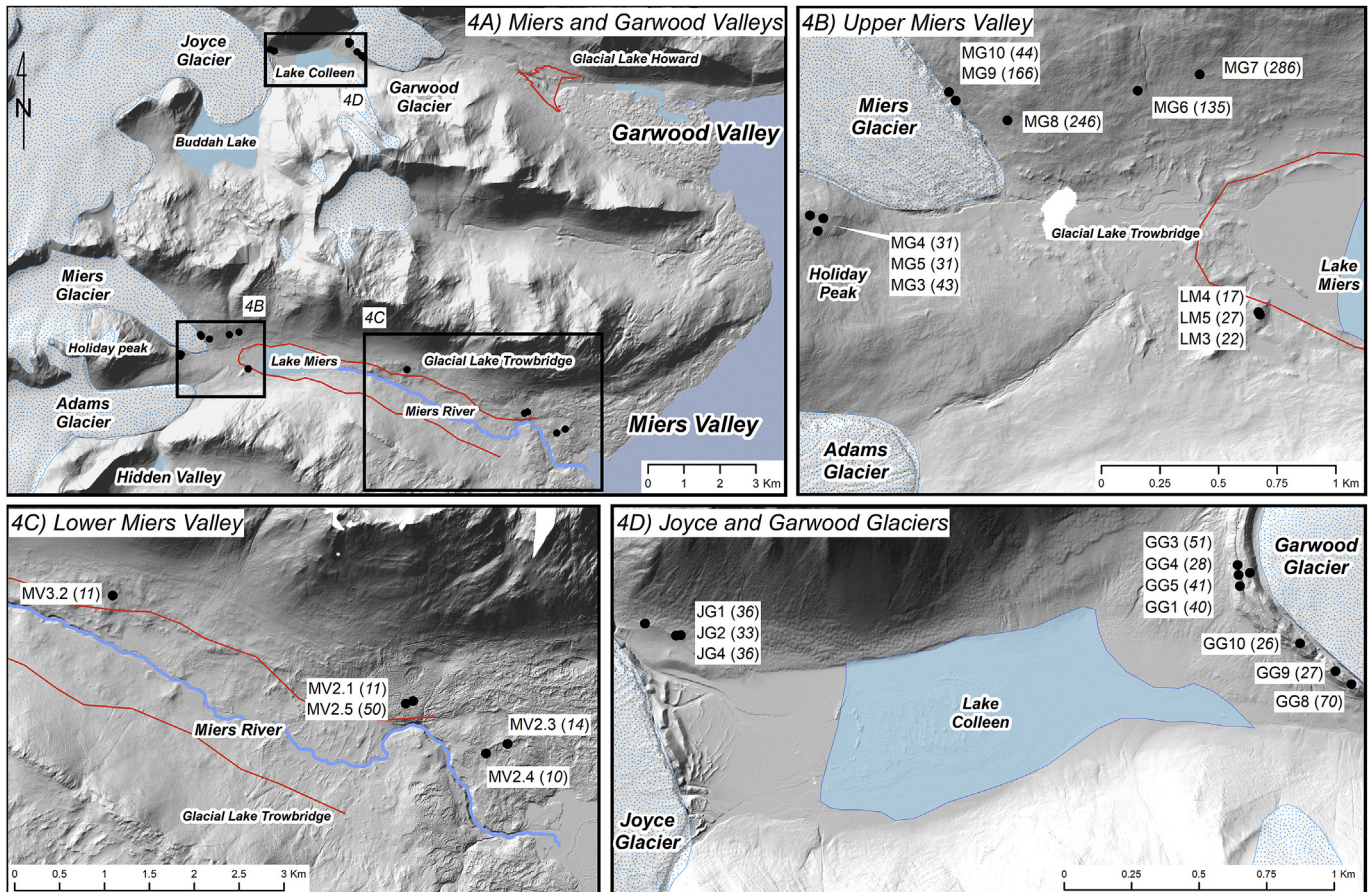 4A) Miers and Garwood Valleys
N
Joyce
Glacier
Lake Colleen
4D
Garwood
Glacier
Glacial Lake Howard
Garwood Valley
Buddah Lake
Miers
Glacier
4B
4C
Holiday peak
Lake Miers
Glacial Lake Trowbridge
Miers River
Adams
Glacier
Miers Valley
Hidden Valley
0 1 2 3 Km
4B) Upper Miers Valley
MG10 (44)
MG9 (166)
MG7 (286)
MG6 (135)
MG8 (246)
Miers
Glacier
Glacial Lake Trowbridge
MG4 (31)
MG5 (31)
MG3 (43)
Holiday
Peak
Lake
Miers
LM4 (17)
LM5 (27)
LM3 (22)
Adams
Glacier
0 0.25 0.5 1 Km
4C) Lower Miers Valley
MV3.2 (11)
MV2.1 (11)
MV2.5 (50)
MV2.3 (14)
MV2.4 (10)
Miers River
Glacial Lake Trowbridge
0 0.5 1 2 3 Km
4D) Joyce and Garwood Glaciers
GG3 (51)
GG4 (28)
GG5 (41)
GG1 (40)
Garwood
Glacier
JG1 (36)
JG2 (33)
JG4 (36)
GG10 (26)
GG9 (27)
GG8 (70)
Lake
Colleen
Joyce
Glacier
0 0.25 0.5 1 Km